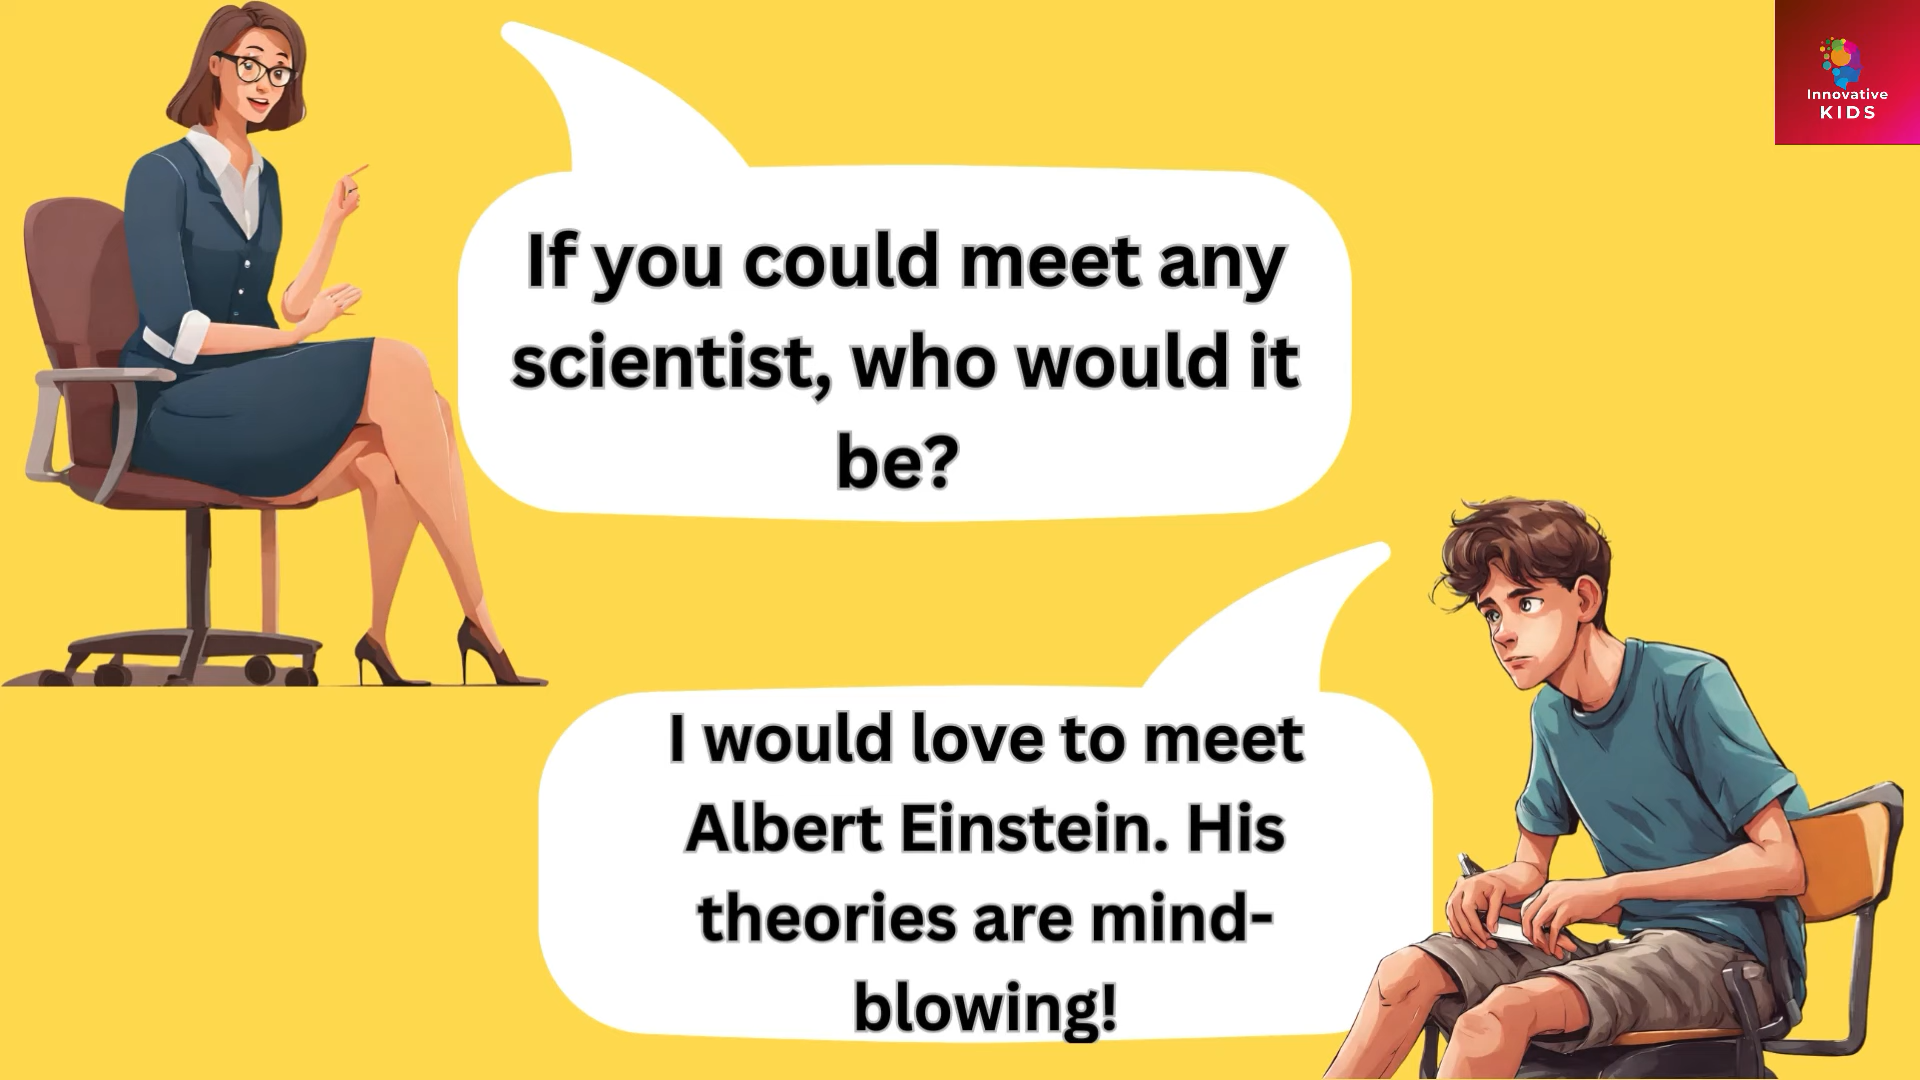 Innovative
KIDS
If you could meet any
scientist, who would it
be?
I would love to meet
Albert Einstein. His
theories are mind-
blowing!